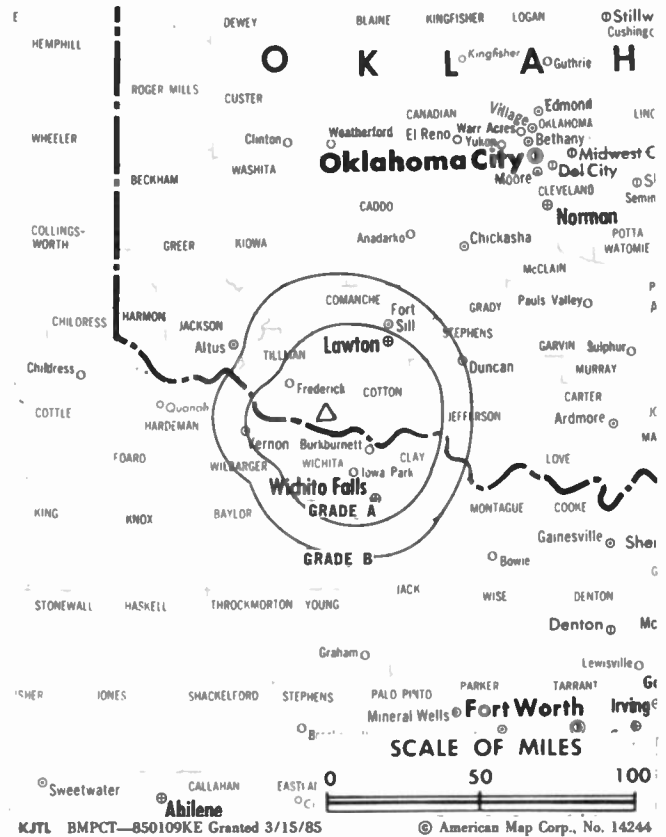 E DEWEY BLAINE KINGFISHER LOGAN Stillw
HEMPHILL Cushing
O K L A H
Kingfisher Guthrie
ROGER MILLS CUSTER
Edmond
CANADIAN Village OKLAHOMA LINC
WHEELER Clinton Weatherford El Reno Warr Acres
Yukon Bethany
Oklahoma City Midwest C
WASHITA Moore Del City
BECKHAM CLEVELAND
Semin
CADDO Norman
COLLINGS-
WORTH GREER KIOWA Anadarko Chickasha POTTA
WATOMIE
McCLAIN
COMANCHE GRADY Pauls Valley
CHILDRESS HARMON JACKSON Fort
Sill STEPHENS
Altus TILLMAN Lawton GARVIN Sulphur
Childress Duncan MURRAY
Frederick COTTON CARTER
COTTLE Quanah JEFFERSON Ardmore
HARDEMAN
Vernon Burkburnett MA
FOARD WILBARGER WICHITA CLAY LOVE
Iowa Park
Wichita Falls
KING KNOX BAYLOR GRADE A MONTAGUE COOKE
Gainesville Sher
GRADE B Bowie
JACK WISE DENTON
STONEWALL HASKELL THROCKMORTON YOUNG
Denton Mc
Graham
Lewisville
ISHER JONES SHACKELFORD STEPHENS PALO PINTO PARKER TARRANT
Mineral Wells Fort Worth Irving
SCALE OF MILES
0 50 100
Sweetwater CALLAHAN
Abilene
KJTL BMPCT—850109KE Granted 3/15/85 © American Map Corp., No. 14244